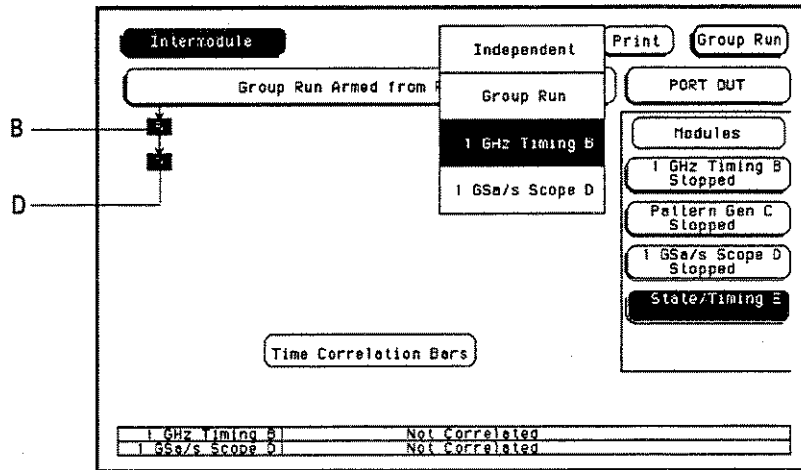 Intermodule
Independent
Print
Group Run
Group Run Armed from
Group Run
PORT OUT
B
1 GHz Timing B
Modules
1 GHz Timing B
Stopped
D
1 GSa/s Scope D
Pattern Gen C
Stopped
1 GSa/s Scope D
Stopped
State/Timing E
Time Correlation Bars
1 GHz Timing B Not Correlated
1 GSa/s Scope D Not Correlated